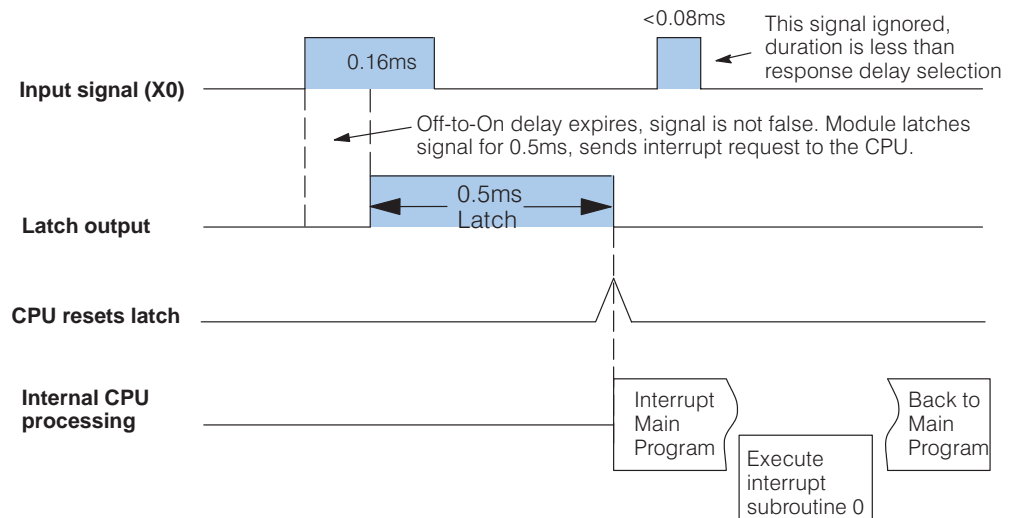 <0.08ms
This signal ignored,
duration is less than
response delay selection
0.16ms
Input signal (X0)
Off-to-On delay expires, signal is not false. Module latches
signal for 0.5ms, sends interrupt request to the CPU.
0.5ms
Latch
Latch output
CPU resets latch
Internal CPU
processing
Interrupt
Main
Program
Execute
interrupt
subroutine 0
Back to
Main
Program